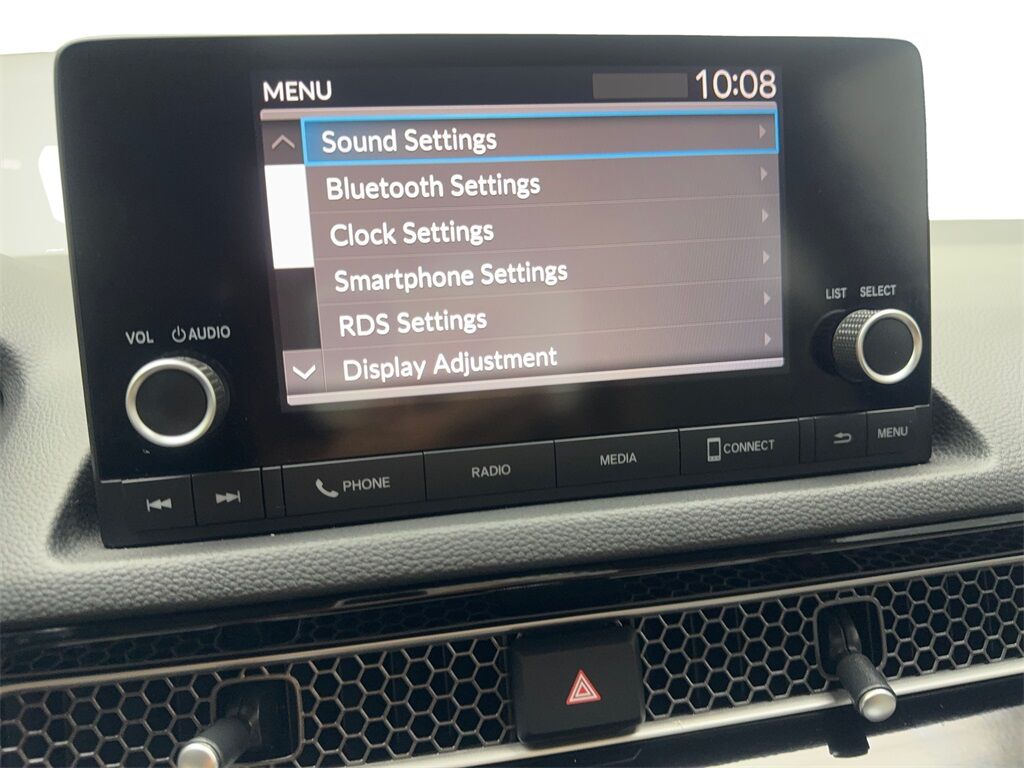 MENU 10:08
Sound Settings
Bluetooth Settings
Clock Settings
Smartphone Settings
RDS Settings
Display Adjustment
VOL AUDIO
LIST SELECT
PHONE RADIO MEDIA CONNECT MENU